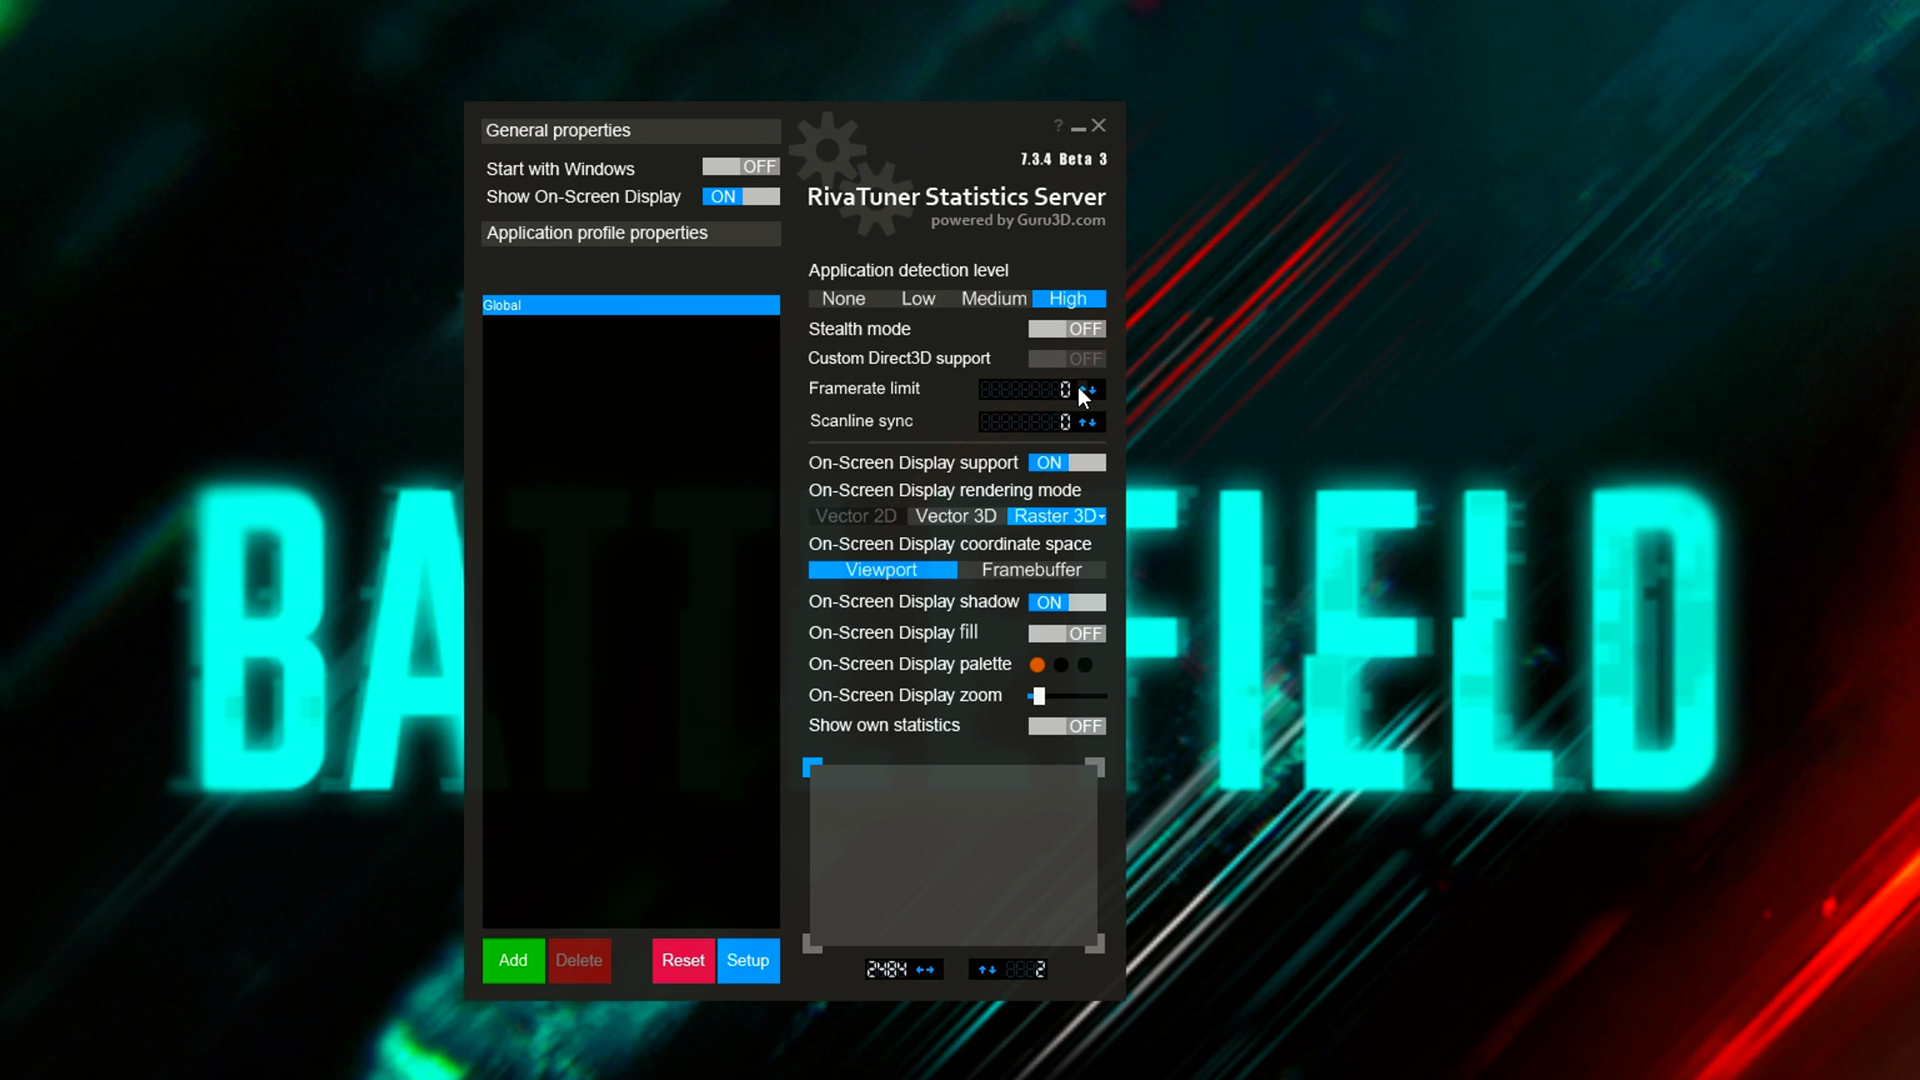 General properties
Start with Windows OFF
Show On-Screen Display ON
Application profile properties
Global
Add Delete Reset Setup
?
7.3.4 Beta 3
RivaTuner Statistics Server
powered by Guru3D.com
Application detection level
None Low Medium High
Stealth mode OFF
Custom Direct3D support OFF
Framerate limit 0
Scanline sync 0
On-Screen Display support ON
On-Screen Display rendering mode
Vector 2D Vector 3D Raster 3D
On-Screen Display coordinate space
Viewport Framebuffer
On-Screen Display shadow ON
On-Screen Display fill OFF
On-Screen Display palette
On-Screen Display zoom
Show own statistics OFF
2484 2
BATTLEFIELD